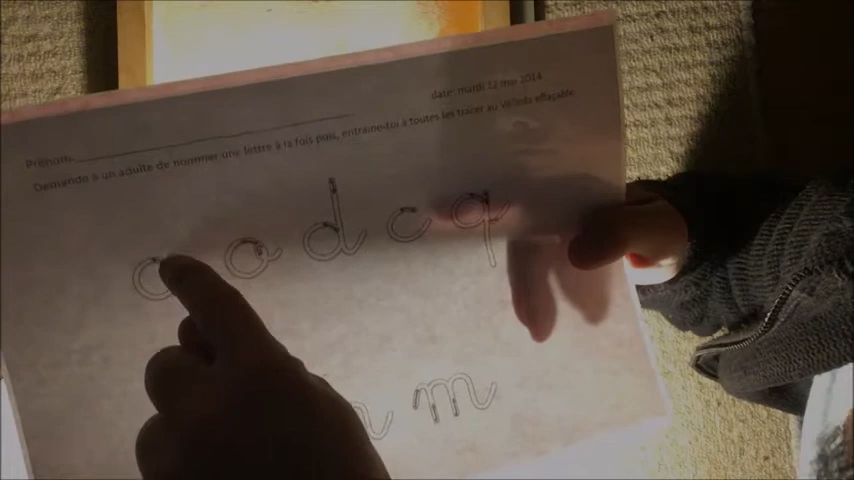 date: mardi 12 mai 2014
Prénom
Demande à un adulte de nommer une lettre à la fois puis, entraine-toi à toutes les tracer au velleda effaçable
a d c q
m